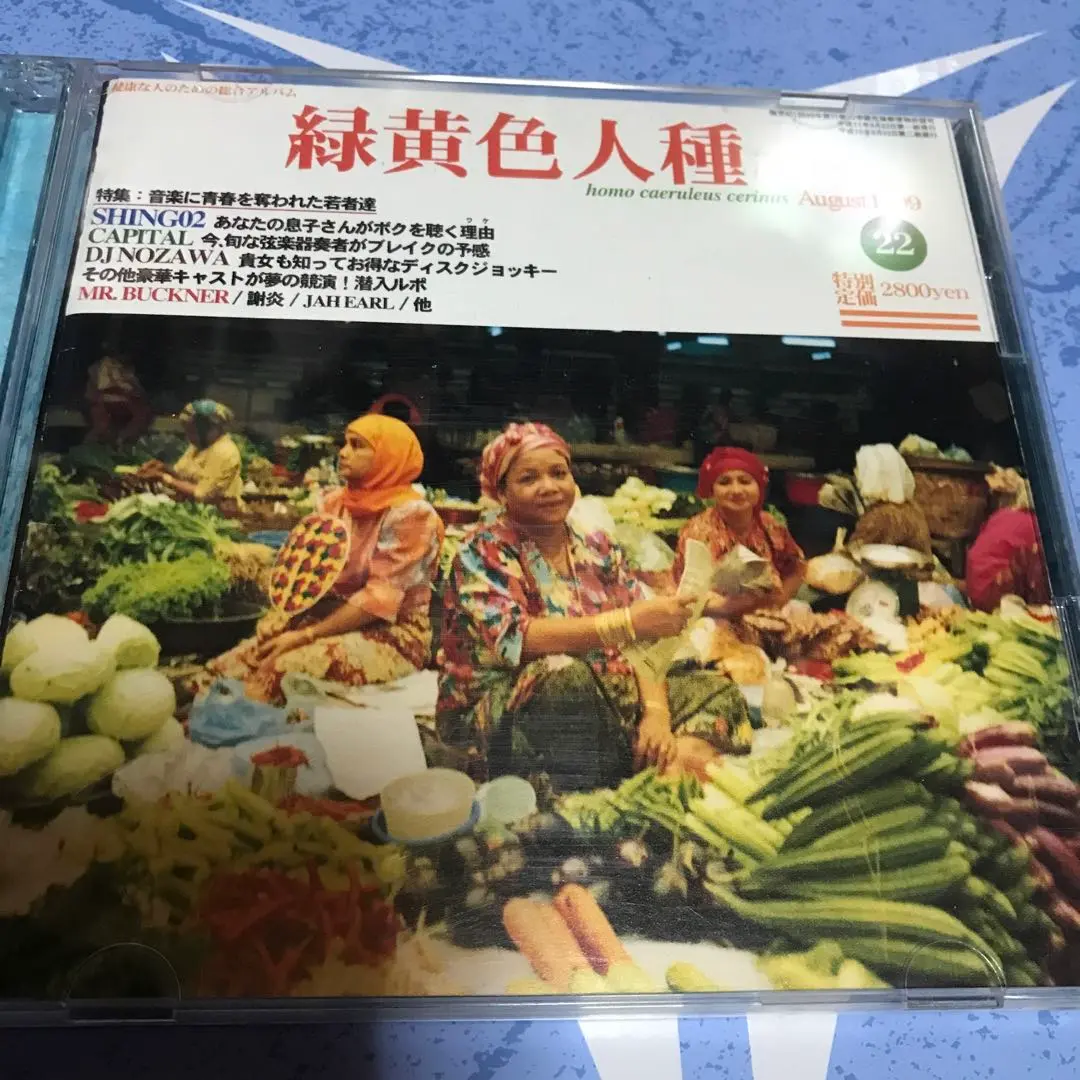 健康な人のための総合アルバム
緑黄色人種
homo caeruleus cerinus
August 1
22
特別
定価 2800yen
特集:音楽に青春を奪われた若者達
SHING02 あなたの息子さんがボクを聴く理由
ワケ
CAPITAL 今、旬な弦楽器奏者がブレイクの予感
DJ NOZAWA 貴女も知ってお得なディスクジョッキー
その他豪華キャストが夢の競演!潜入ルポ
MR. BUCKNER / 謝炎 / JAH EARL / 他